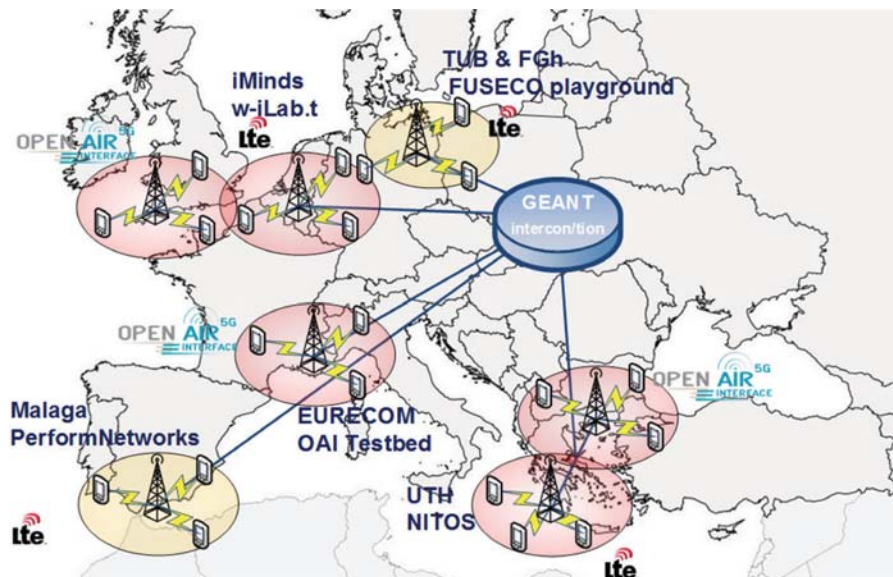 TUB & FGh
FUSECO playground
iMinds
w-iLab.t
Lte
Lte
OPEN AIR 5G
INTERFACE
GEANT
intercon/tion
OPEN AIR 5G
INTERFACE
OPEN AIR 5G
INTERFACE
Malaga
PerformNetworks
EURECOM
OAI Testbed
UTH
NITOS
Lte
Lte